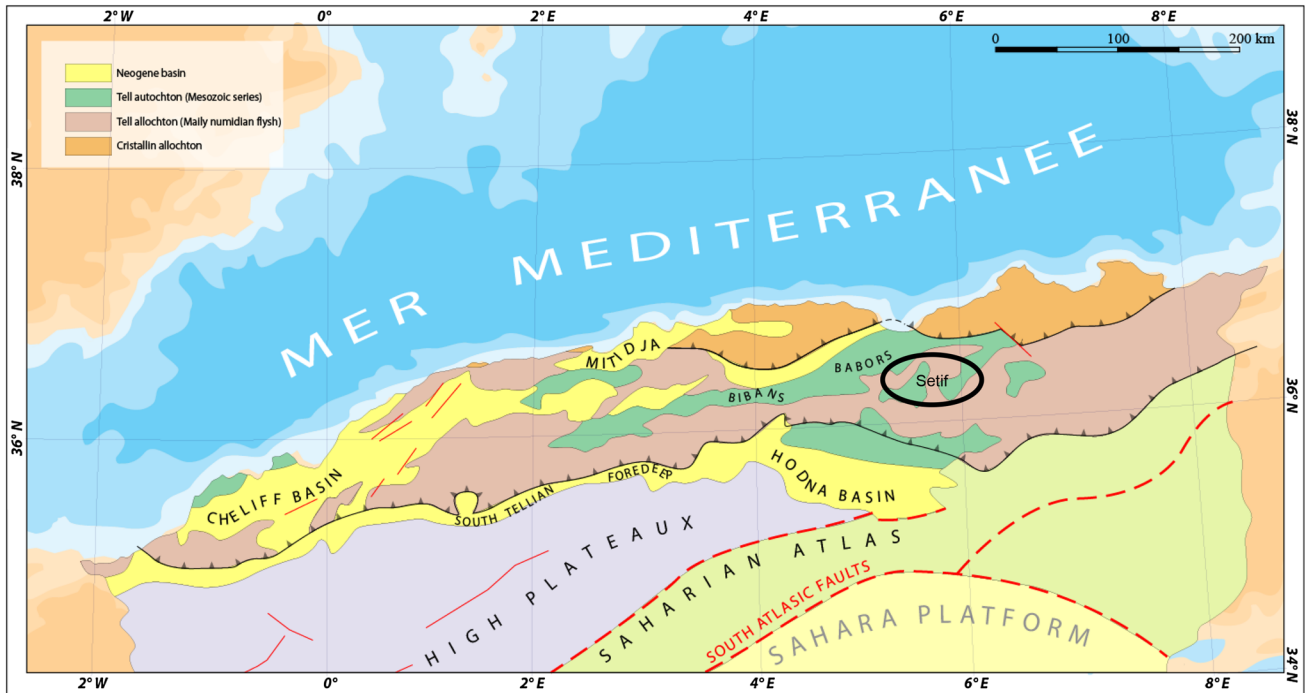 2°W 0° 2°E 4°E 6°E 8°E
0 100 200 km
Neogene basin
Tell autochton (Mesozoic series)
Tell allochton (Maily numidian flysh)
Cristallin allochton
38°N
38°N
MER MEDITERRANEE
MITIDJA
BABORS
Setif
BIBANS
36°N
36°N
CHELIFF BASIN
HODNA BASIN
SOUTH TELLIAN FOREDEEP
HIGH PLATEAUX
SAHARIAN ATLAS
SOUTH ATLASIC FAULTS
SAHARA PLATFORM
34°N
2°W 0° 2°E 4°E 6°E 8°E